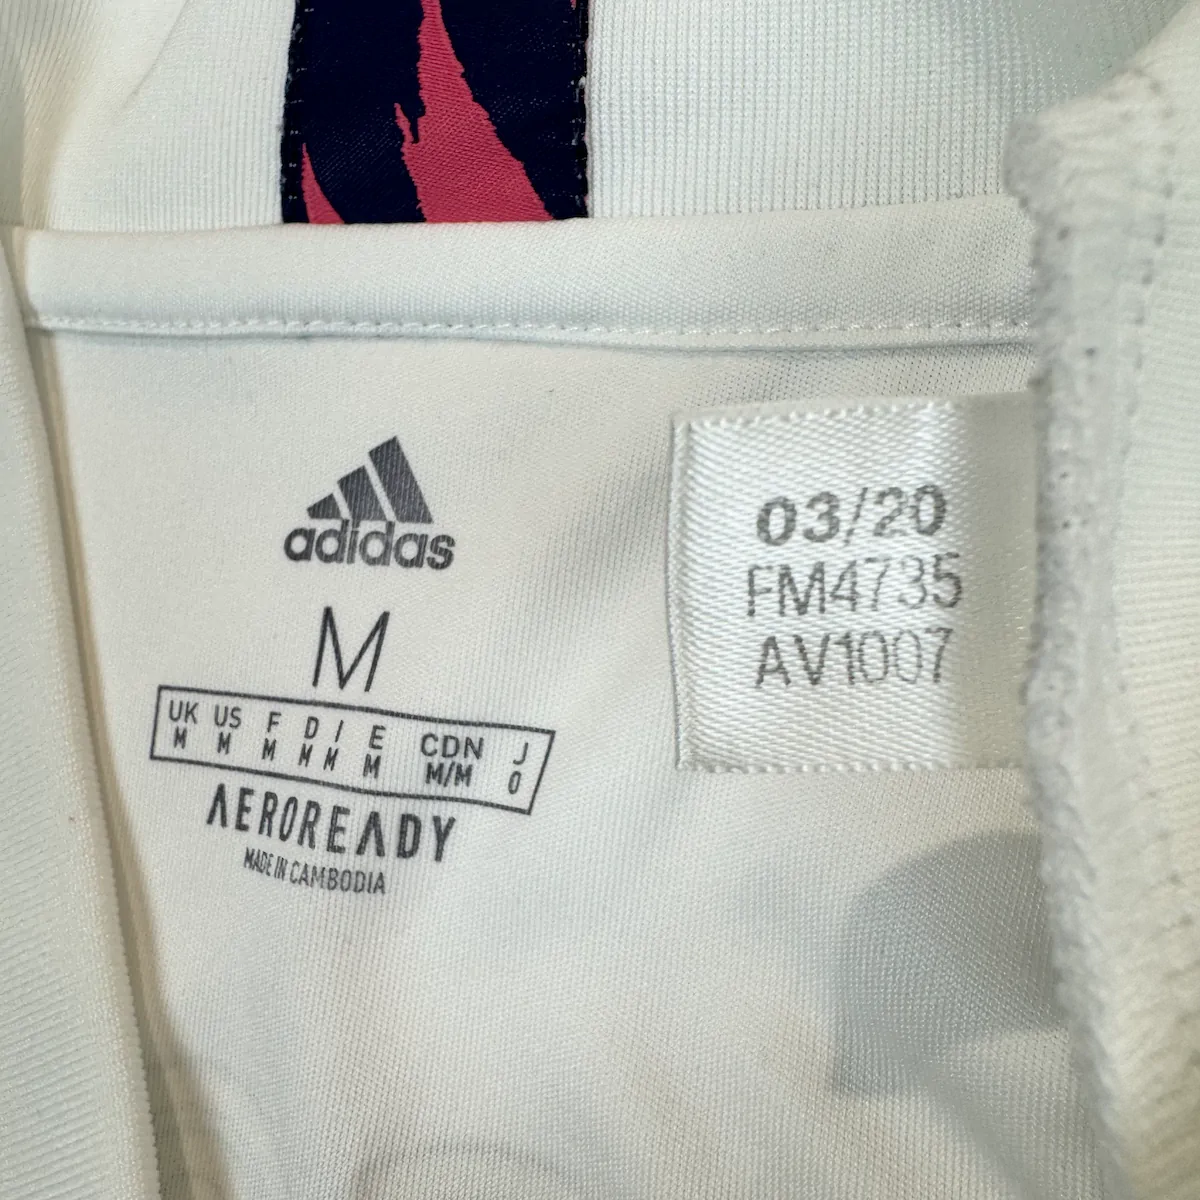 adidas
M
UK US F D I E CDN J
M M M M M M M/M O
AEROREADY
MADE IN CAMBODIA
03/20
FM4735
AV1007